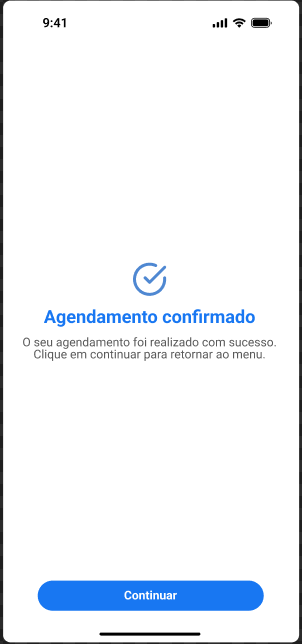 9:41
Agendamento confirmado
O seu agendamento foi realizado com sucesso.
Clique em continuar para retornar ao menu.
Continuar